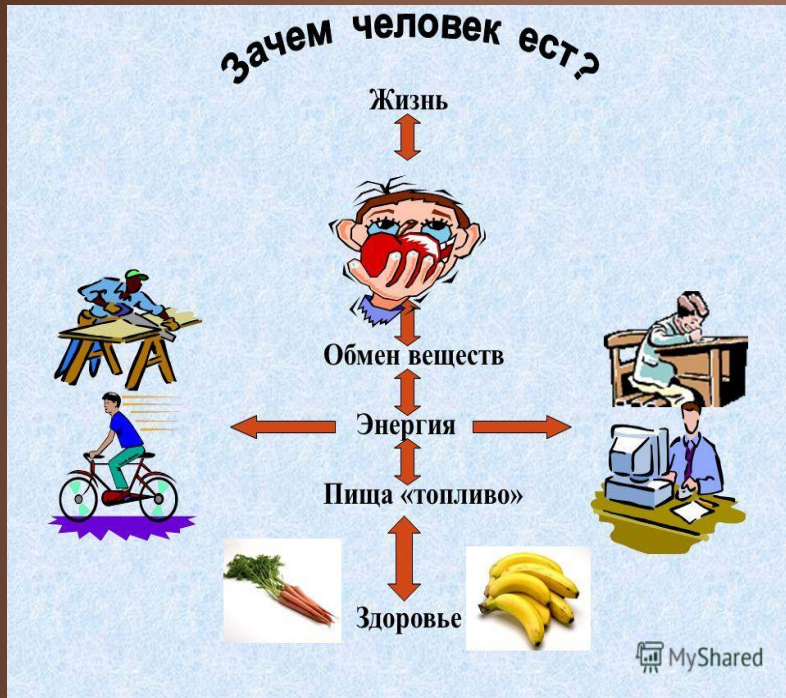 Зачем человек ест?
Жизнь
Обмен веществ
Энергия
Пища «топливо»
Здоровье
MyShared